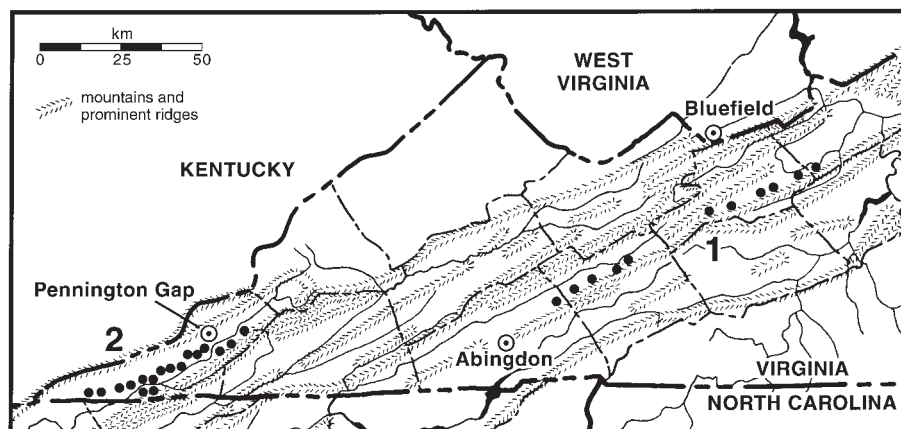 km
0 25 50
mountains and
prominent ridges
WEST
VIRGINIA
Bluefield
KENTUCKY
1
Pennington Gap
2
Abingdon
VIRGINIA
NORTH CAROLINA